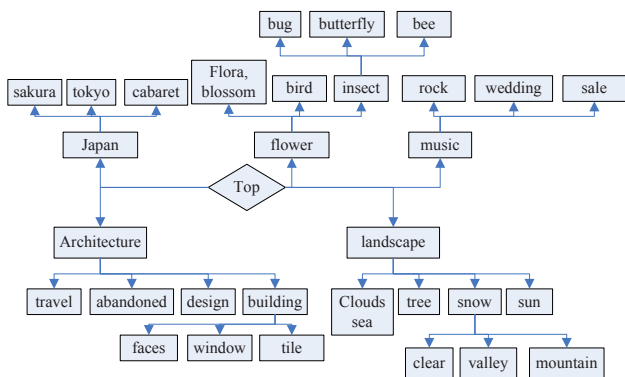 bug butterfly bee
Flora,
blossom
bird insect rock wedding sale
sakura tokyo cabaret
Japan flower music
Top
Architecture landscape
travel abandoned design building Clouds
sea
tree snow sun
faces window tile clear valley mountain